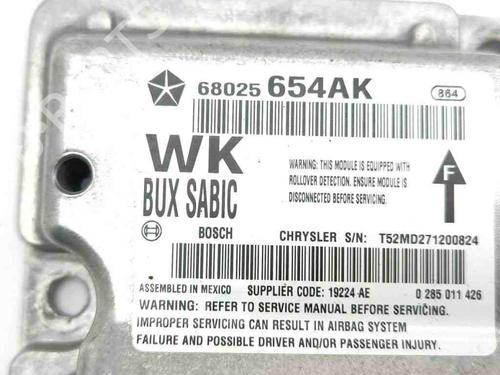 68025 654AK 864
WK
BUX SABIC
WARNING: THIS MODULE IS EQUIPPED WITH
ROLLOVER DETECTION. ENSURE MODULE IS
DISCONNECTED BEFORE SERVICING.
F
BOSCH CHRYSLER S/N: T52MD271200824
ASSEMBLED IN MEXICO SUPPLIER CODE: 19224 AE 0 285 011 426
WARNING: REFER TO SERVICE MANUAL BEFORE SERVICING.
IMPROPER SERVICING CAN RESULT IN AIRBAG SYSTEM
FAILURE AND POSSIBLE DRIVER AND/OR PASSENGER INJURY.